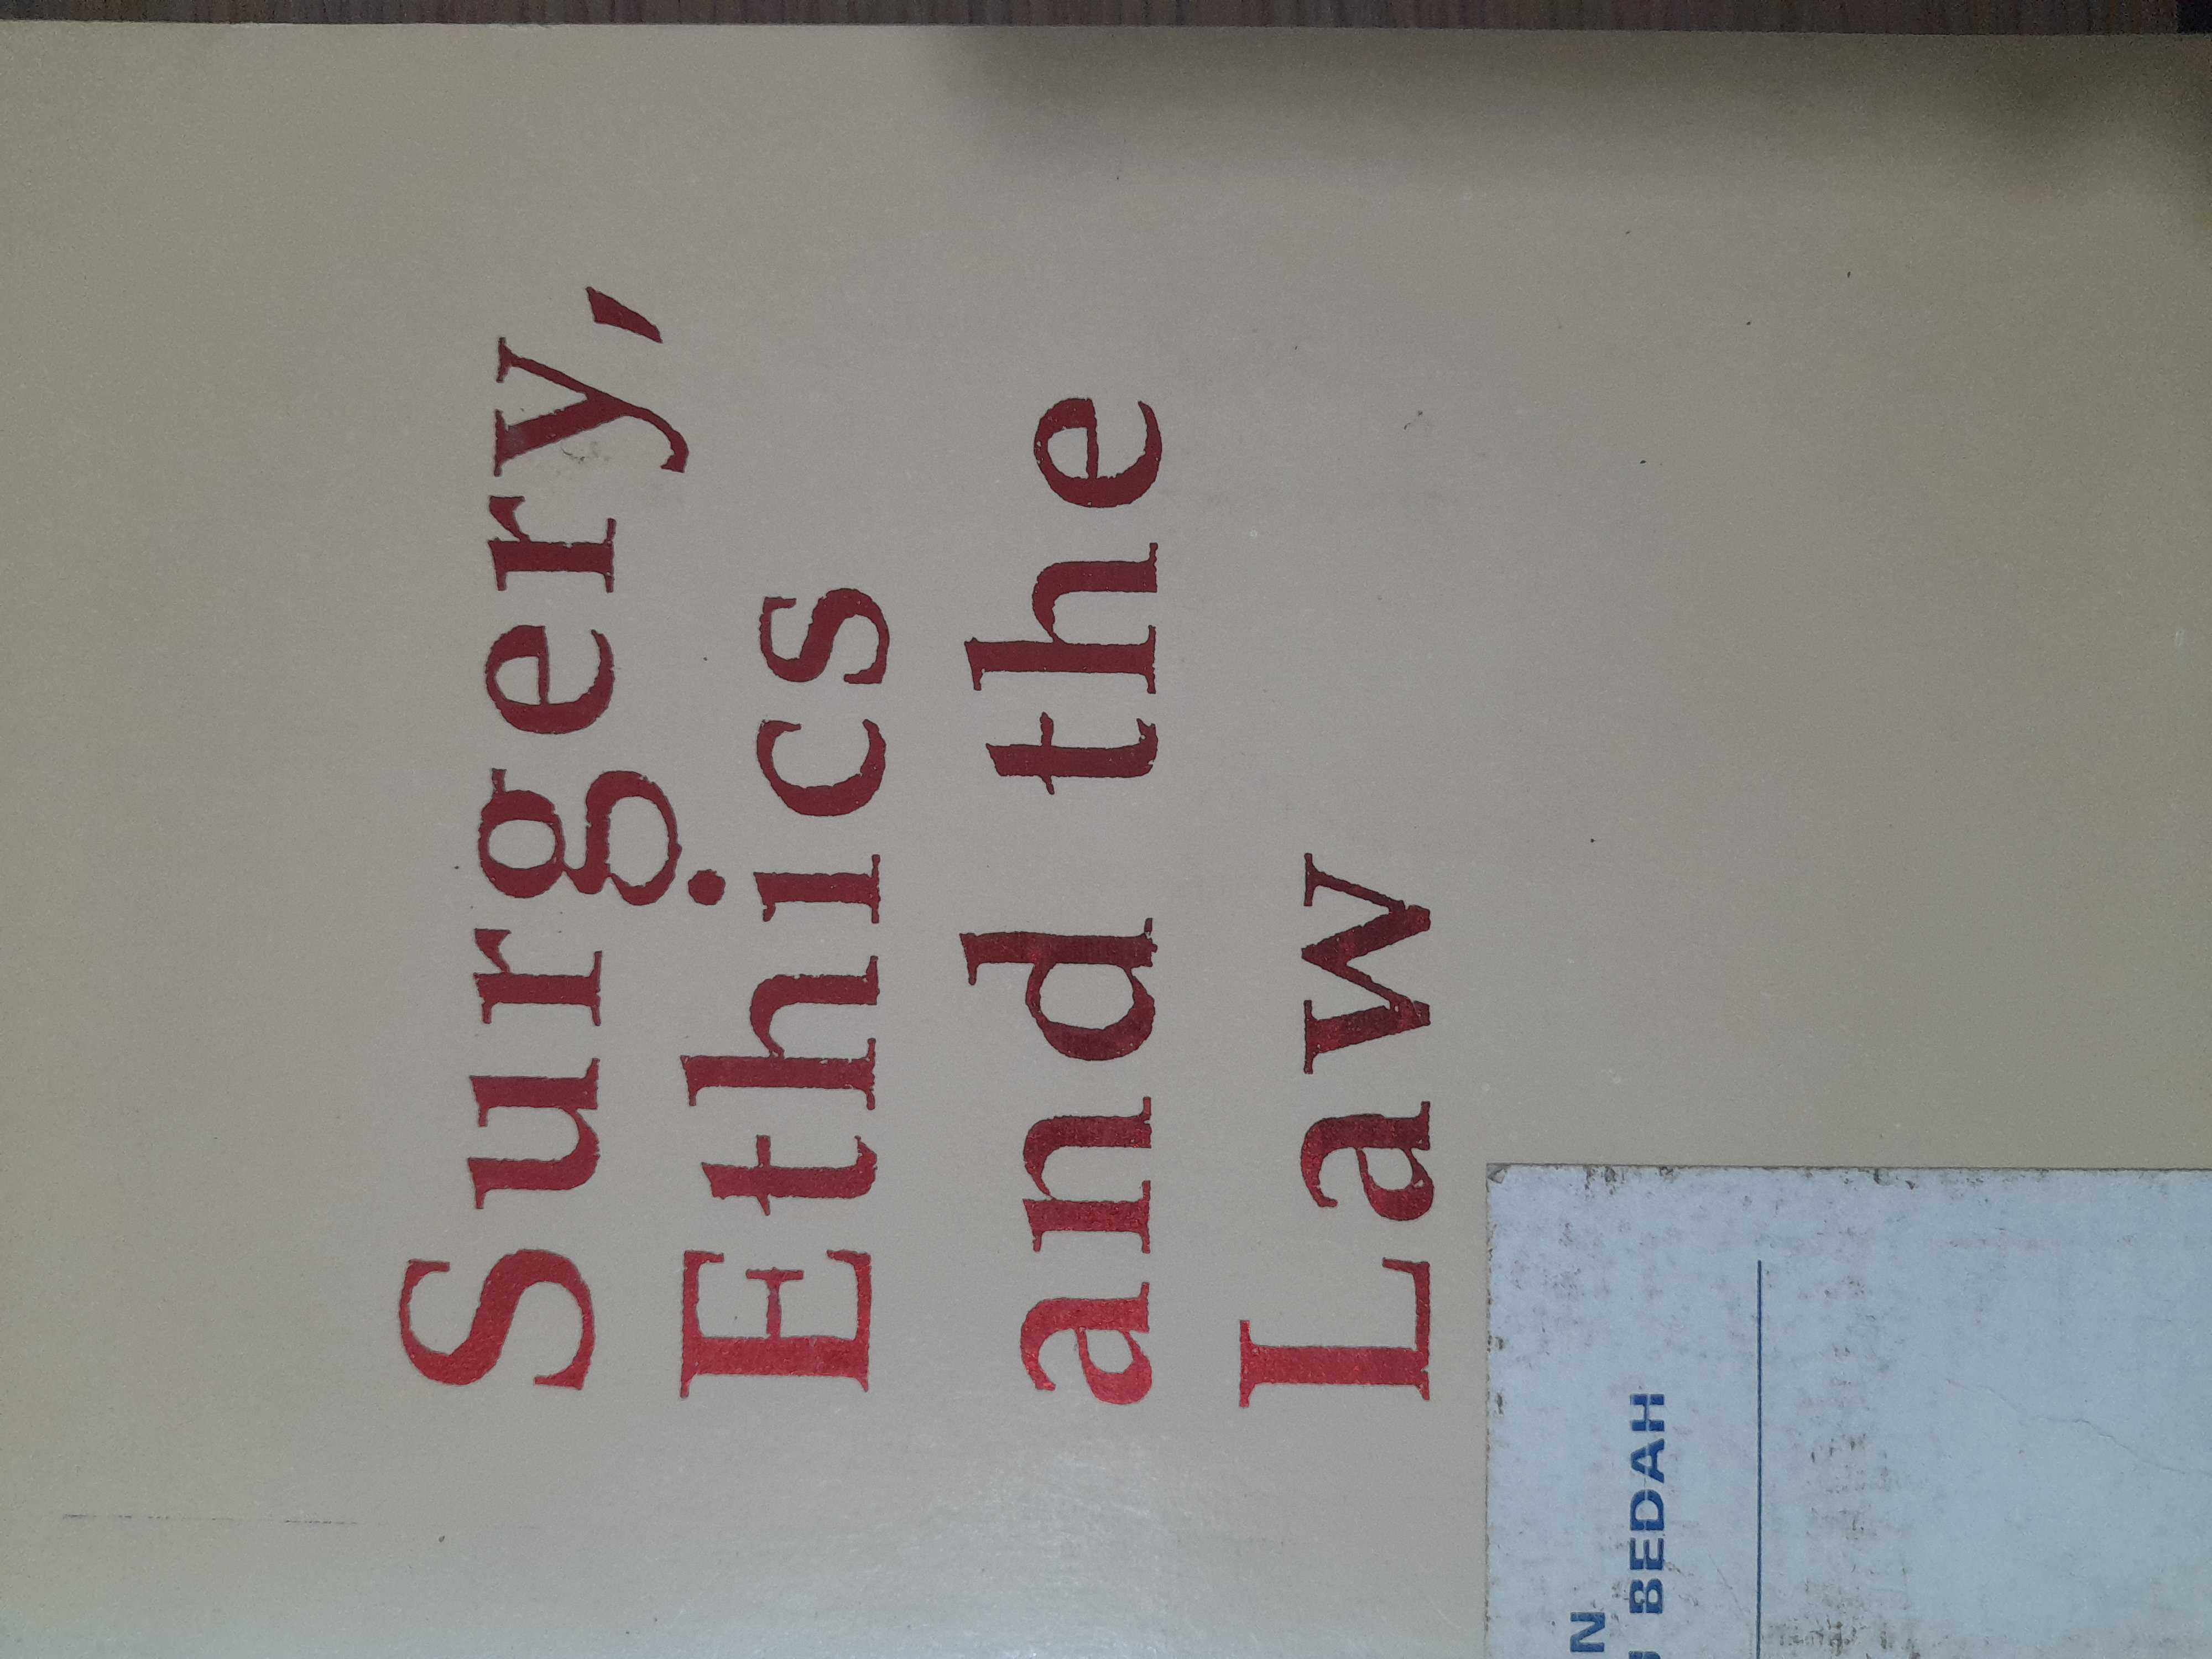 Surgery,
Ethics
and the
Law
BEDAH